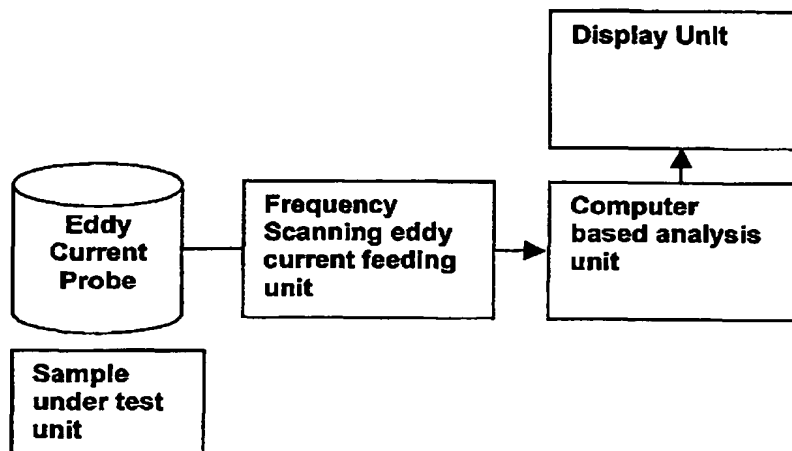 Display Unit
Eddy
Current
Probe
Frequency
Scanning eddy
current feeding
unit
Computer
based analysis
unit
Sample
under test
unit